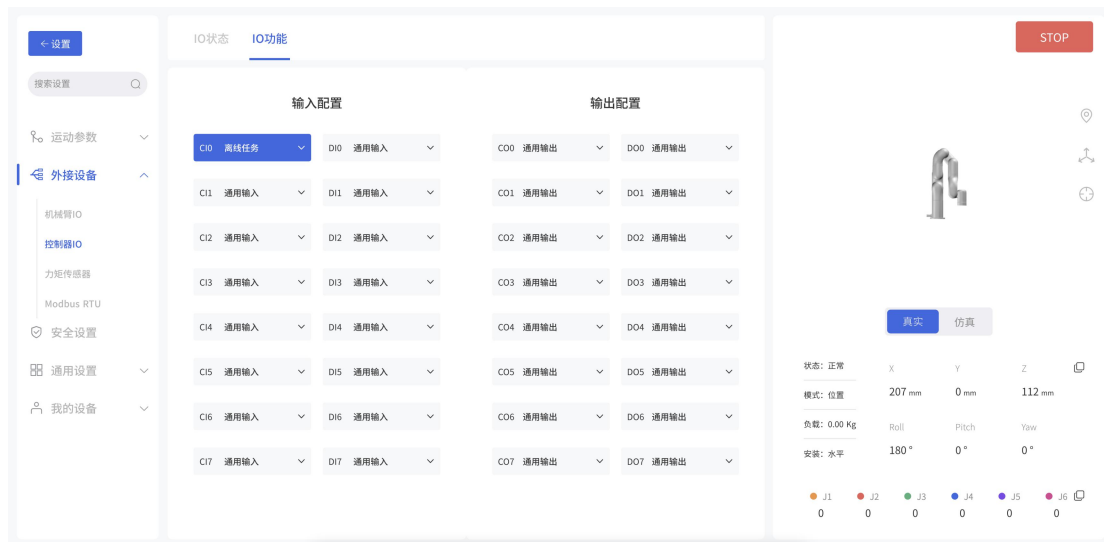 ← 设置
搜索设置
运动参数
外接设备
机械臂IO
控制器IO
力矩传感器
Modbus RTU
安全设置
通用设置
我的设备
IO状态 IO功能
输入配置 输出配置
CI0 离线任务 DI0 通用输入 CO0 通用输出 DO0 通用输出
CI1 通用输入 DI1 通用输入 CO1 通用输出 DO1 通用输出
CI2 通用输入 DI2 通用输入 CO2 通用输出 DO2 通用输出
CI3 通用输入 DI3 通用输入 CO3 通用输出 DO3 通用输出
CI4 通用输入 DI4 通用输入 CO4 通用输出 DO4 通用输出
CI5 通用输入 DI5 通用输入 CO5 通用输出 DO5 通用输出
CI6 通用输入 DI6 通用输入 CO6 通用输出 DO6 通用输出
CI7 通用输入 DI7 通用输入 CO7 通用输出 DO7 通用输出
STOP
真实 仿真
状态：正常
模式：位置
负载：0.00 Kg
安装：水平
X Y Z
207 mm 0 mm 112 mm
Roll Pitch Yaw
180 ° 0 ° 0 °
J1 J2 J3 J4 J5 J6
0 0 0 0 0 0